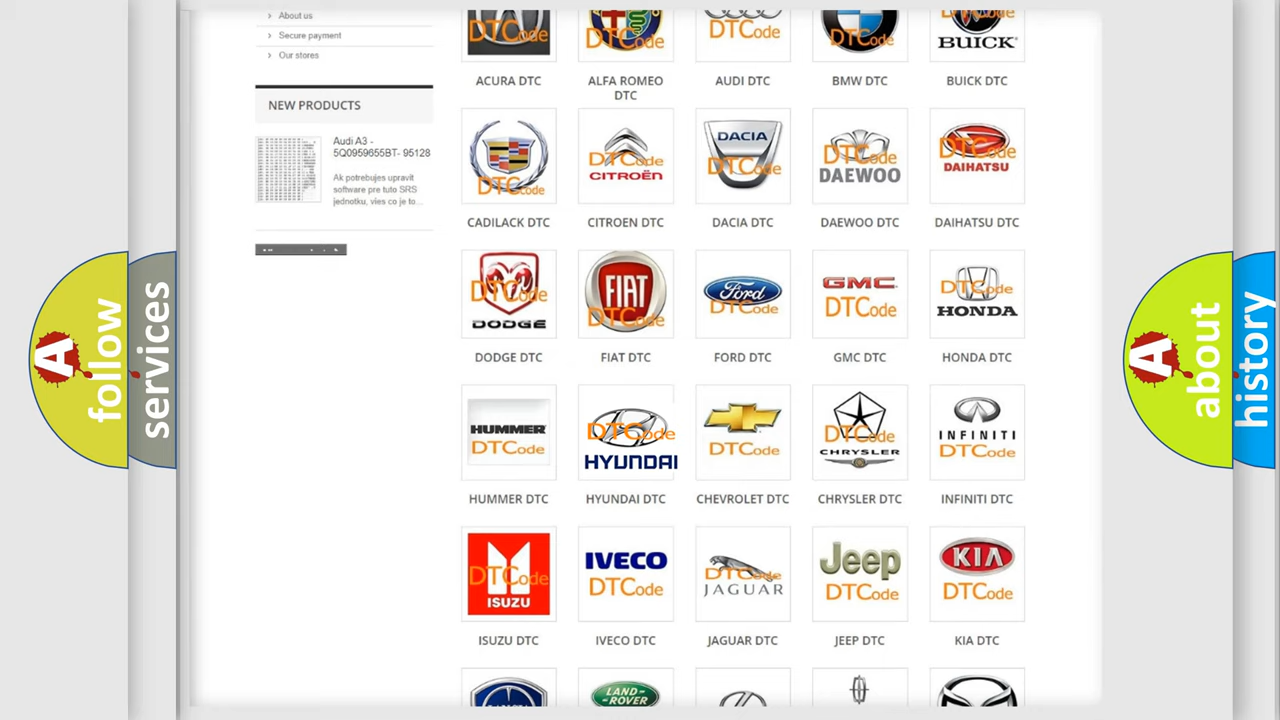 About us
Secure payment
Our stores
NEW PRODUCTS
Audi A3 -
5Q0959655BT- 95128
Ak potrebujes upravit
software pre tuto SRS
jednotku, vies co je to...
DTCode
DTCode
DTCode
DTCode
BUICK
ACURA DTC
ALFA ROMEO
DTC
AUDI DTC
BMW DTC
BUICK DTC
DTCode
DTCode
CITROËN
DACIA
DTCode
DTCode
DAEWOO
DTCode
DAIHATSU
CADILACK DTC
CITROEN DTC
DACIA DTC
DAEWOO DTC
DAIHATSU DTC
DTCode
DODGE
FIAT
DTCode
Ford
DTCode
GMC
DTCode
DTCode
HONDA
DODGE DTC
FIAT DTC
FORD DTC
GMC DTC
HONDA DTC
HUMMER
DTCode
DTCode
HYUNDAI
DTCode
DTCode
CHRYSLER
INFINITI
DTCode
HUMMER DTC
HYUNDAI DTC
CHEVROLET DTC
CHRYSLER DTC
INFINITI DTC
DTCode
ISUZU
IVECO
DTCode
DTCode
JAGUAR
Jeep
DTCode
KIA
DTCode
ISUZU DTC
IVECO DTC
JAGUAR DTC
JEEP DTC
KIA DTC
LAND-
ROVER
A
follow
services
A
about
history